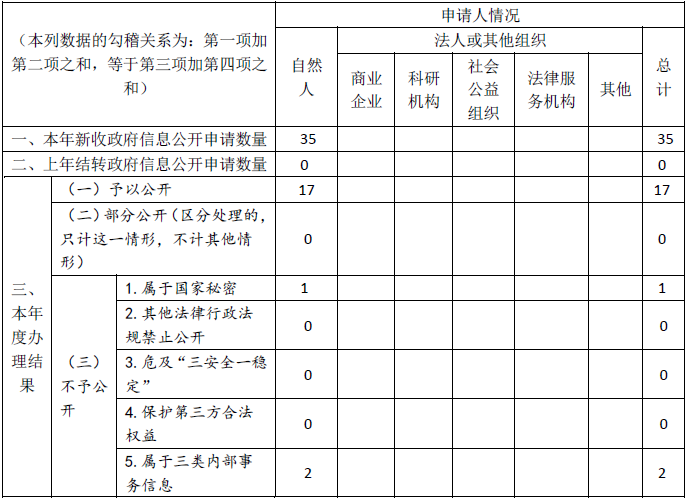 （本列数据的勾稽关系为：第一项加
第二项之和，等于第三项加第四项之
和）
申请人情况
自然
人
法人或其他组织
总
计
商业
企业
科研
机构
社会
公益
组织
法律服
务机构
其他
一、本年新收政府信息公开申请数量 35 35
二、上年结转政府信息公开申请数量 0 0
三、
本年
度办
理结
果
（一）予以公开 17 17
（二）部分公开（区分处理的，
只计这一情形，不计其他情
形）
0 0
（三）
不予公
开
1.属于国家秘密 1 1
2.其他法律行政法
规禁止公开
0 0
3.危及“三安全一稳
定”
0 0
4.保护第三方合法
权益
0 0
5.属于三类内部事
务信息
2 2